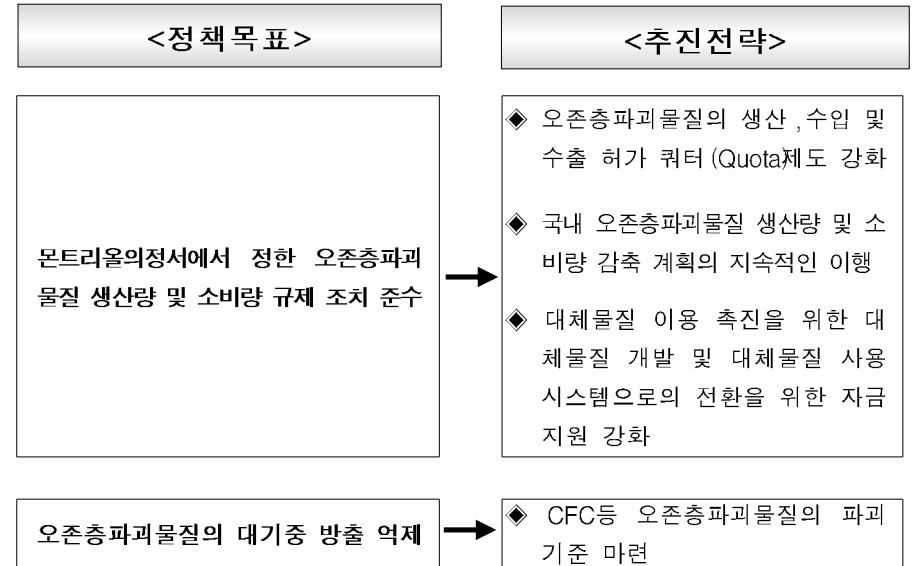 <정책목표>
<추진전략>
몬트리올의정서에서 정한 오존층파괴
물질 생산량 및 소비량 규제 조치 준수
◈ 오존층파괴물질의 생산,수입 및
수출 허가 쿼터(Quota)제도 강화
◈ 국내 오존층파괴물질 생산량 및 소
비량 감축 계획의 지속적인 이행
◈ 대체물질 이용 촉진을 위한 대
체물질 개발 및 대체물질 사용
시스템으로의 전환을 위한 자금
지원 강화
오존층파괴물질의 대기중 방출 억제
◈ CFC등 오존층파괴물질의 파괴
기준 마련